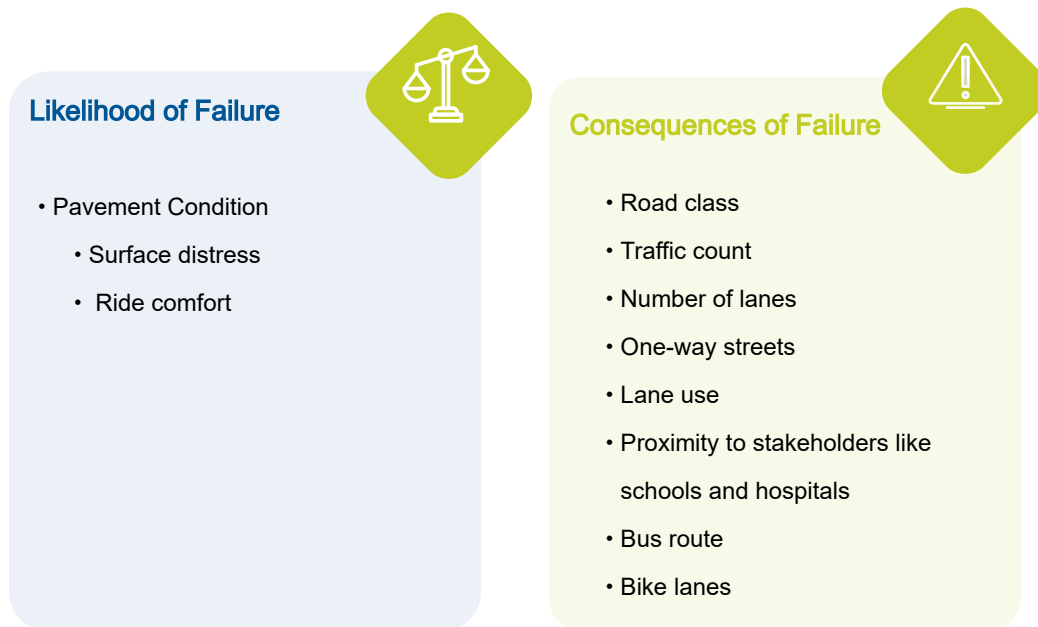 Likelihood of Failure
• Pavement Condition
• Surface distress
• Ride comfort
Consequences of Failure
• Road class
• Traffic count
• Number of lanes
• One-way streets
• Lane use
• Proximity to stakeholders like
schools and hospitals
• Bus route
• Bike lanes